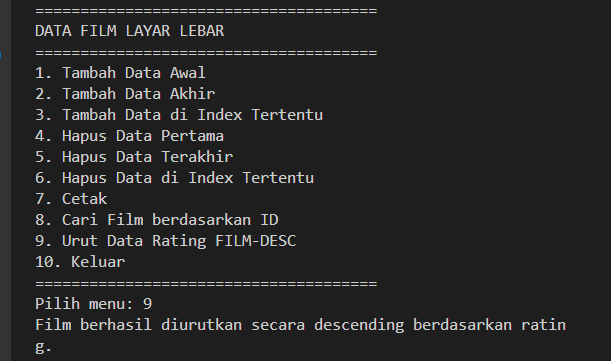 ======================================
DATA FILM LAYAR LEBAR
======================================
1. Tambah Data Awal
2. Tambah Data Akhir
3. Tambah Data di Index Tertentu
4. Hapus Data Pertama
5. Hapus Data Terakhir
6. Hapus Data di Index Tertentu
7. Cetak
8. Cari Film berdasarkan ID
9. Urut Data Rating FILM-DESC
10. Keluar
======================================
Pilih menu: 9
Film berhasil diurutkan secara descending berdasarkan ratin
g.